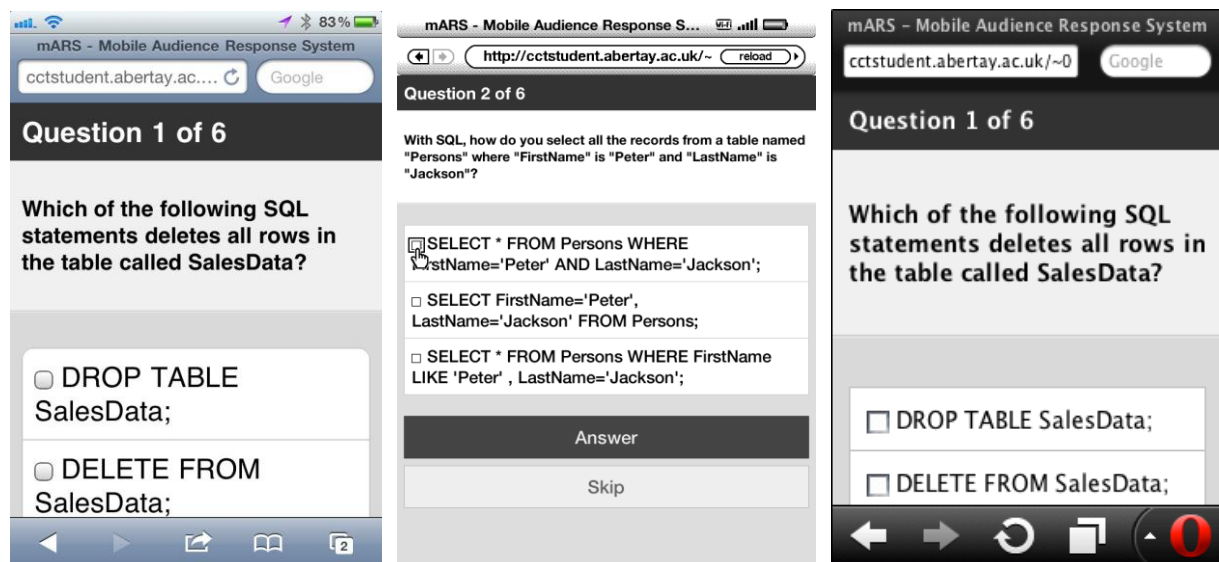 83%
mARS - Mobile Audience Response System
cctstudent.abertay.ac....
Google
Question 1 of 6
Which of the following SQL
statements deletes all rows in
the table called SalesData?
DROP TABLE
SalesData;
DELETE FROM
SalesData;
2
mARS - Mobile Audience Response S...
Wi-Fi
http://cctstudent.abertay.ac.uk/~
reload
Question 2 of 6
With SQL, how do you select all the records from a table named
"Persons" where "FirstName" is "Peter" and "LastName" is
"Jackson"?
SELECT * FROM Persons WHERE
FirstName='Peter' AND LastName='Jackson';
SELECT FirstName='Peter',
LastName='Jackson' FROM Persons;
SELECT * FROM Persons WHERE FirstName
LIKE 'Peter' , LastName='Jackson';
Answer
Skip
mARS - Mobile Audience Response System
cctstudent.abertay.ac.uk/~0
Google
Question 1 of 6
Which of the following SQL
statements deletes all rows in
the table called SalesData?
DROP TABLE SalesData;
DELETE FROM SalesData;